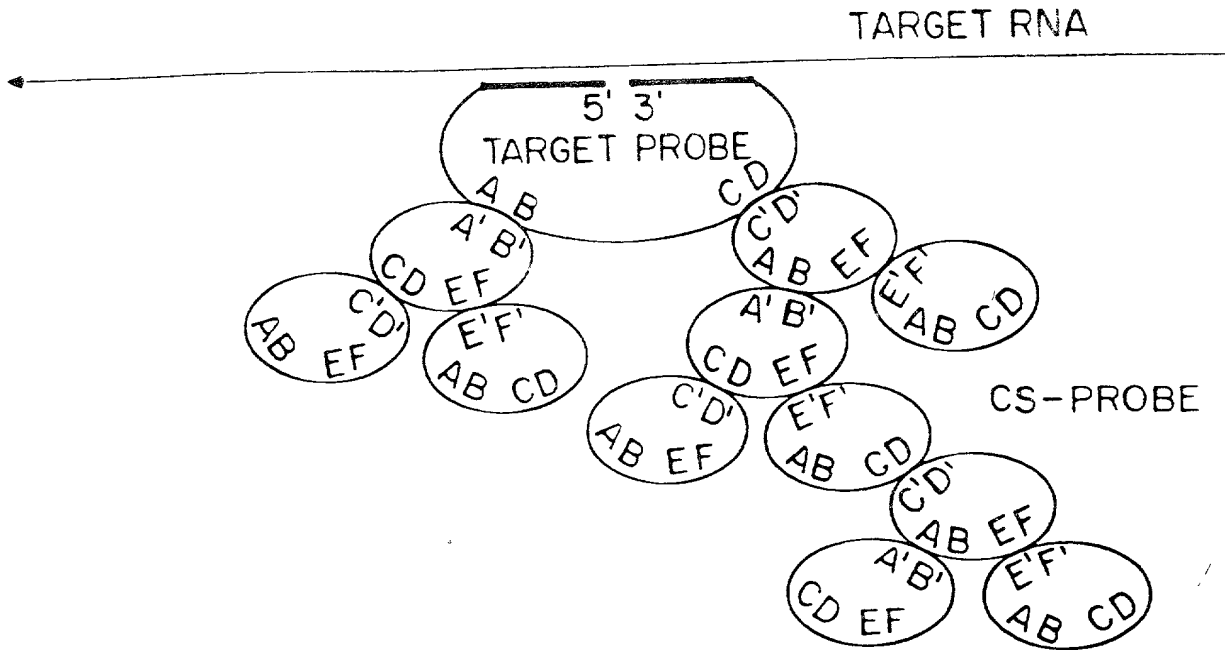 TARGET RNA
5' 3'
TARGET PROBE
AB
CD
A'B'
CD EF
C'D'
AB EF
E'F'
AB CD
C'D'
AB EF
E'F'
AB CD
A'B'
CD EF
C'D'
AB EF
E'F'
AB CD
CS-PROBE
C'D'
AB EF
A'B'
CD EF
E'F'
AB CD